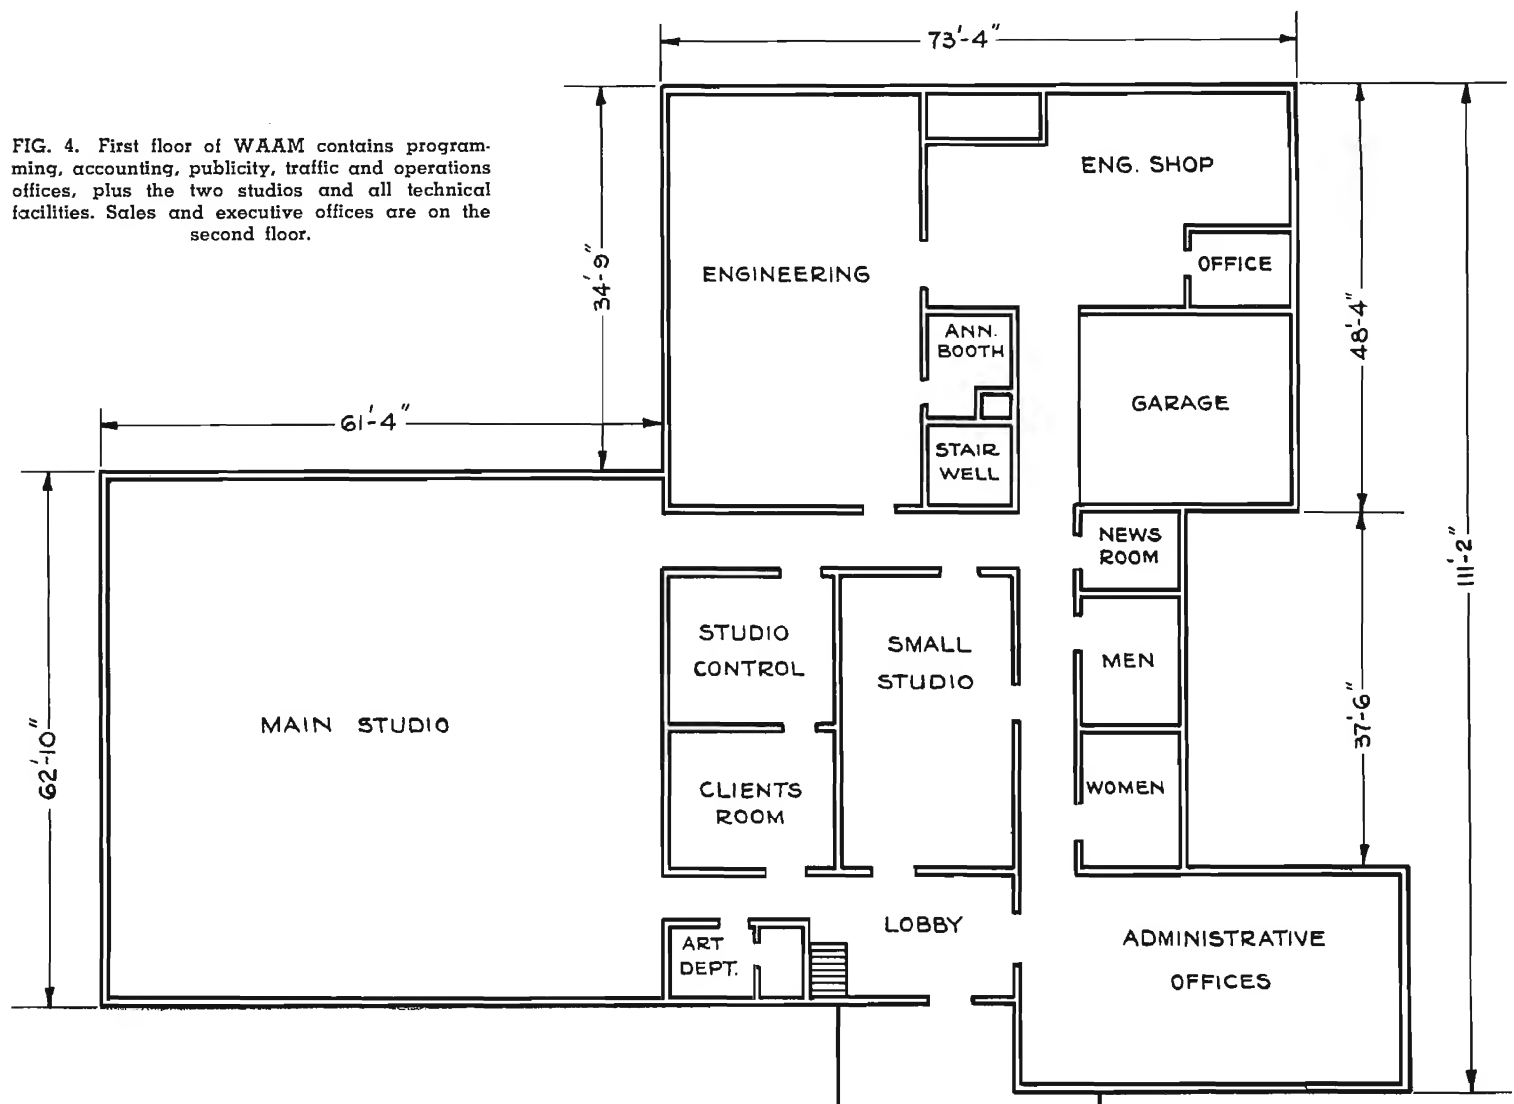 73'-4"
FIG. 4. First floor of WAAM contains program-
ming, accounting, publicity, traffic and operations
offices, plus the two studios and all technical
facilities. Sales and executive offices are on the
second floor.
34'-9"
ENG. SHOP
ENGINEERING
OFFICE
48'-4"
ANN.
BOOTH
GARAGE
61'-4"
STAIR
WELL
NEWS
ROOM
111'-2"
STUDIO
CONTROL
SMALL
STUDIO
MEN
MAIN STUDIO
37'-6"
62'-10"
CLIENTS
ROOM
WOMEN
LOBBY
ART
DEPT.
ADMINISTRATIVE
OFFICES